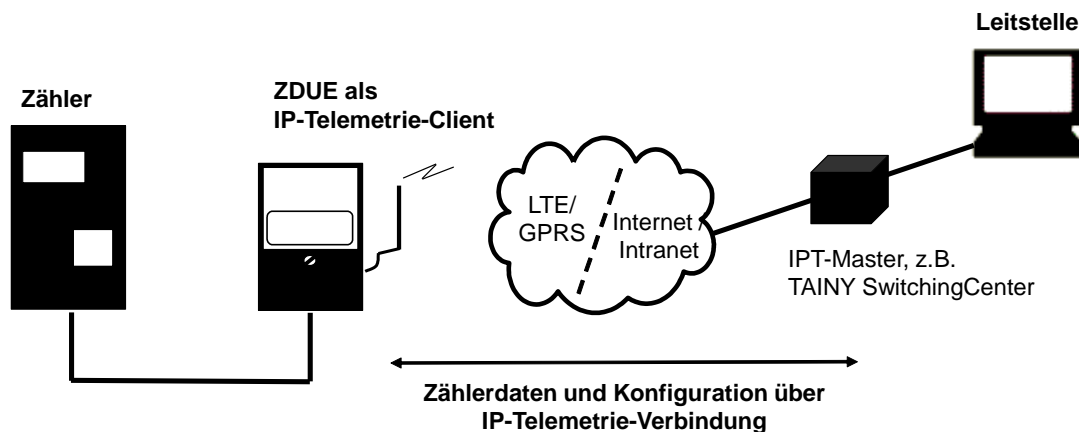 Leitstelle
Zähler
ZDUE als
IP-Telemetrie-Client
LTE/
GPRS
Internet /
Intranet
IPT-Master, z.B.
TAINY SwitchingCenter
Zählerdaten und Konfiguration über
IP-Telemetrie-Verbindung